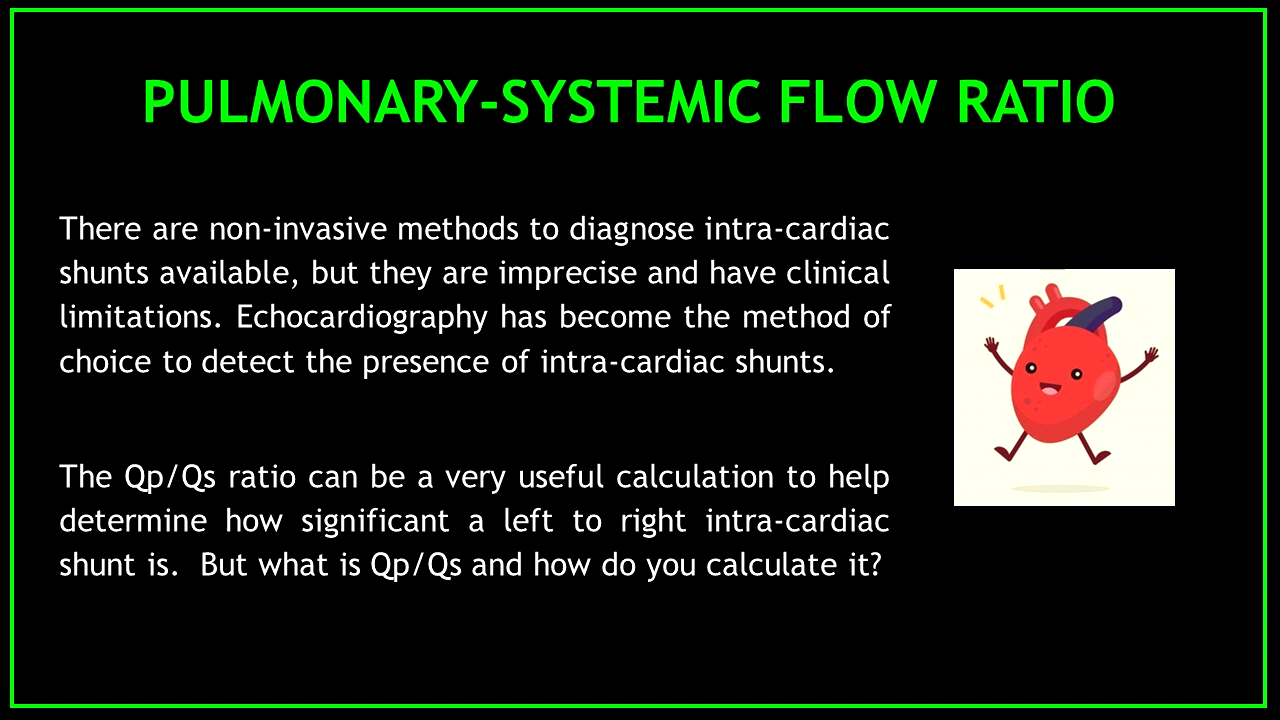 PULMONARY-SYSTEMIC FLOW RATIO
There are non-invasive methods to diagnose intra-cardiac
shunts available, but they are imprecise and have clinical
limitations. Echocardiography has become the method of
choice to detect the presence of intra-cardiac shunts.
The Qp/Qs ratio can be a very useful calculation to help
determine how significant a left to right intra-cardiac
shunt is.  But what is Qp/Qs and how do you calculate it?